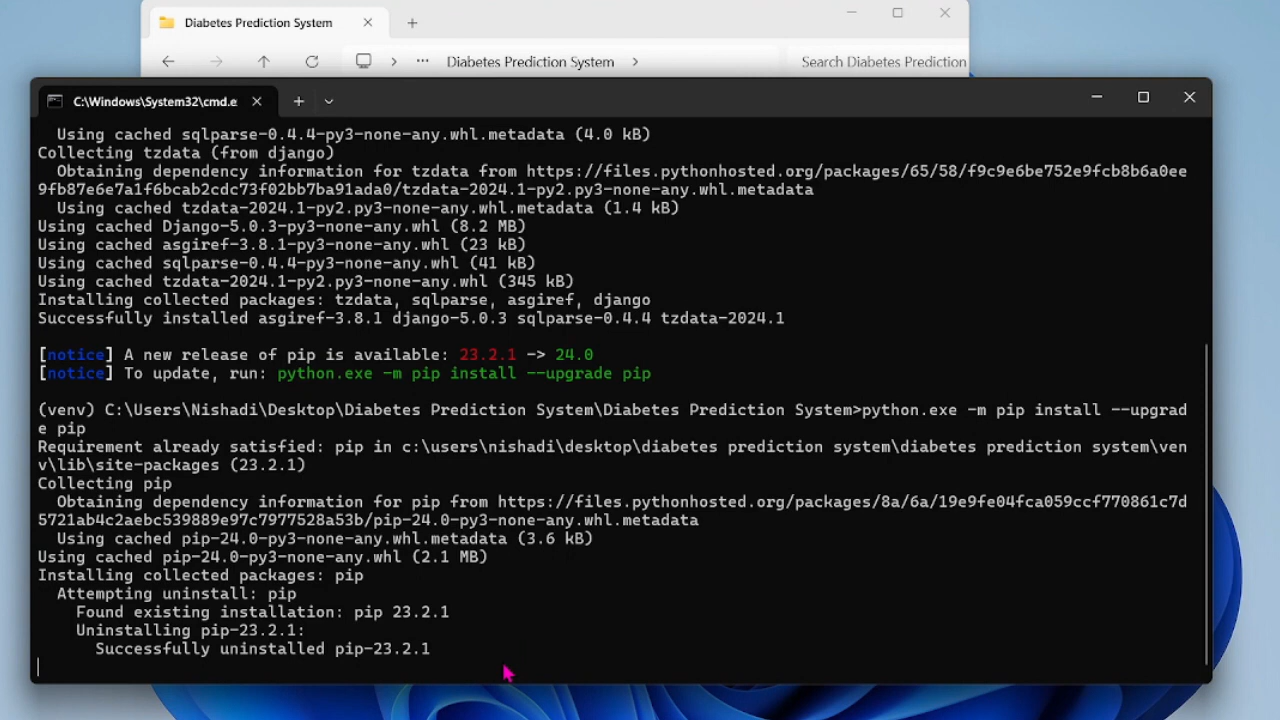 Diabetes Prediction System
Diabetes Prediction System
Search Diabetes Prediction
C:\Windows\System32\cmd.e
Using cached sqlparse-0.4.4-py3-none-any.whl.metadata (4.0 kB)
Collecting tzdata (from django)
Obtaining dependency information for tzdata from https://files.pythonhosted.org/packages/65/58/f9c9e6be752e9fcb8b6a0ee
9fb87e6e7a1f6bcab2cdc73f02bb7ba91ada0/tzdata-2024.1-py2.py3-none-any.whl.metadata
Using cached tzdata-2024.1-py2.py3-none-any.whl.metadata (1.4 kB)
Using cached Django-5.0.3-py3-none-any.whl (8.2 MB)
Using cached asgiref-3.8.1-py3-none-any.whl (23 kB)
Using cached sqlparse-0.4.4-py3-none-any.whl (41 kB)
Using cached tzdata-2024.1-py2.py3-none-any.whl (345 kB)
Installing collected packages: tzdata, sqlparse, asgiref, django
Successfully installed asgiref-3.8.1 django-5.0.3 sqlparse-0.4.4 tzdata-2024.1
[notice] A new release of pip is available: 23.2.1 -> 24.0
[notice] To update, run: python.exe -m pip install --upgrade pip
(venv) C:\Users\Nishadi\Desktop\Diabetes Prediction System\Diabetes Prediction System>python.exe -m pip install --upgrad
e pip
Requirement already satisfied: pip in c:\users\nishadi\desktop\diabetes prediction system\diabetes prediction system\ven
v\lib\site-packages (23.2.1)
Collecting pip
Obtaining dependency information for pip from https://files.pythonhosted.org/packages/8a/6a/19e9fe04fca059ccf770861c7d
5721ab4c2aebc539889e97c7977528a53b/pip-24.0-py3-none-any.whl.metadata
Using cached pip-24.0-py3-none-any.whl.metadata (3.6 kB)
Using cached pip-24.0-py3-none-any.whl (2.1 MB)
Installing collected packages: pip
Attempting uninstall: pip
Found existing installation: pip 23.2.1
Uninstalling pip-23.2.1:
Successfully uninstalled pip-23.2.1